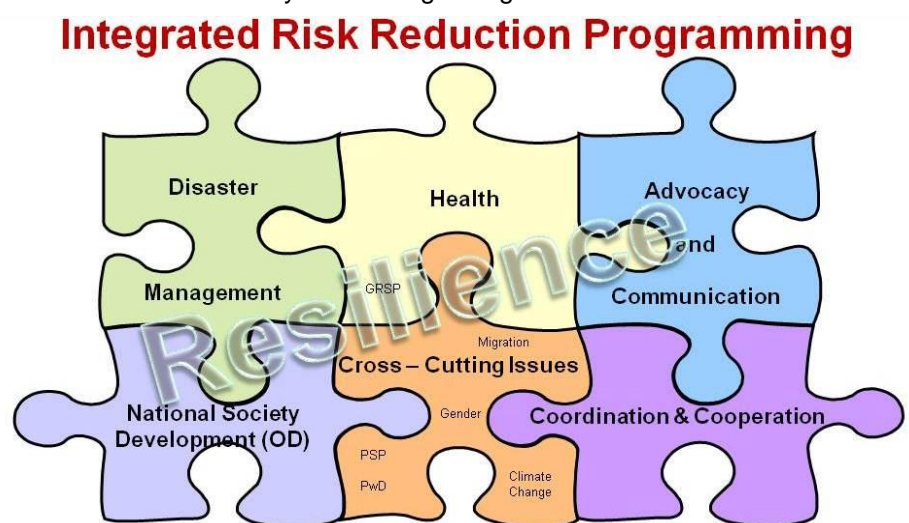 Integrated Risk Reduction Programming
Disaster
Management
Health
GRSP
Advocacy
and
Communication
Resilience
National Society
Development (OD)
Migration
Cross – Cutting Issues
Gender
PSP
PwD
Climate
Change
Coordination & Cooperation